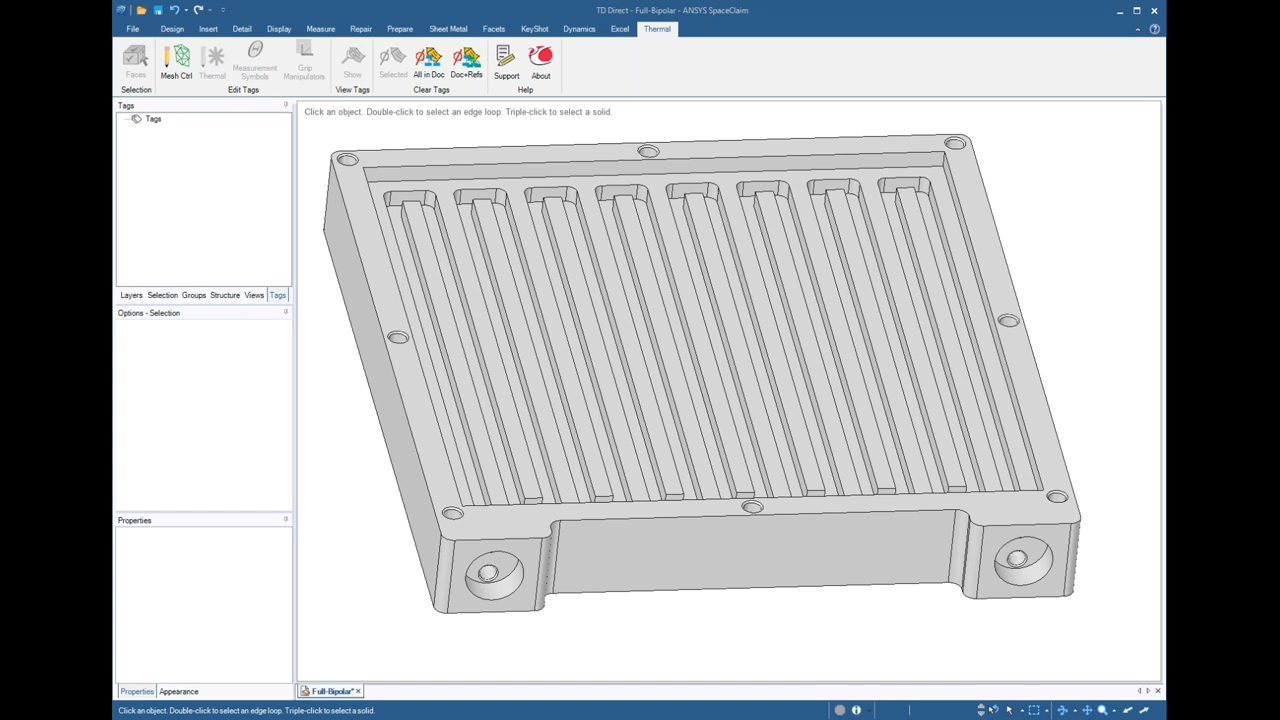 TD Direct - Full-Bipolar - ANSYS SpaceClaim
File Design Insert Detail Display Measure Repair Prepare Sheet Metal Facets KeyShot Dynamics Excel Thermal
Faces Mesh Ctrl Thermal Measurement Symbols Grip Manipulators Show Selected All in Doc Doc+Refs Support About
Selection Edit Tags View Tags Clear Tags Help
Tags
Click an object. Double-click to select an edge loop. Triple-click to select a solid.
Tags
Layers Selection Groups Structure Views Tags
Options - Selection
Properties
Properties Appearance
Full-Bipolar*
Click an object. Double-click to select an edge loop. Triple-click to select a solid.